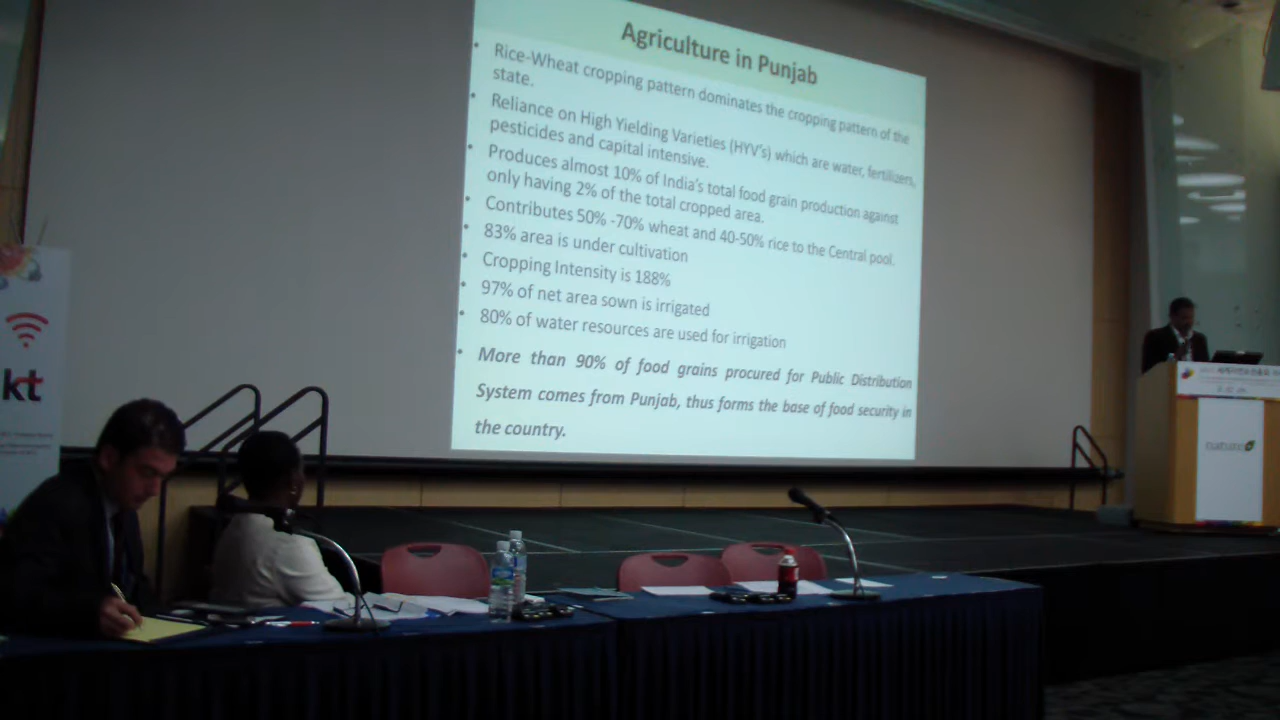 Agriculture in Punjab
• Rice-Wheat cropping pattern dominates the cropping pattern of the
state.
• Reliance on High Yielding Varieties (HYV's) which are water, fertilizers,
pesticides and capital intensive.
• Produces almost 10% of India's total food grain production against
only having 2% of the total cropped area.
• Contributes 50% -70% wheat and 40-50% rice to the Central pool.
• 83% area is under cultivation
• Cropping Intensity is 188%
• 97% of net area sown is irrigated
• 80% of water resources are used for irrigation
• More than 90% of food grains procured for Public Distribution
System comes from Punjab, thus forms the base of food security in
the country.
kt